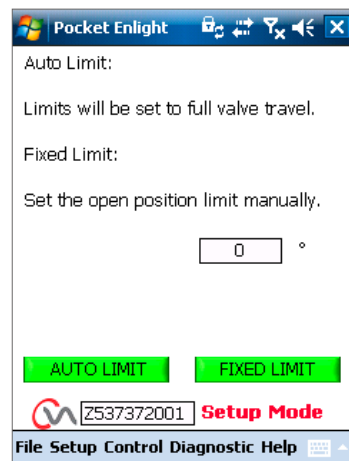 Pocket Enlight
Auto Limit:
Limits will be set to full valve travel.
Fixed Limit:
Set the open position limit manually.
0 °
AUTO LIMIT FIXED LIMIT
Z537372001 Setup Mode
File Setup Control Diagnostic Help